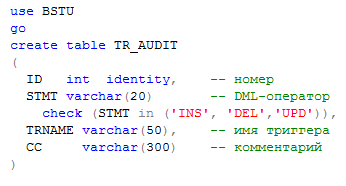 use BSTU
go
create table TR_AUDIT
(
ID int identity, -- номер
STMT varchar(20) -- DML-оператор
check (STMT in ('INS', 'DEL','UPD')),
TRNAME varchar(50), -- имя триггера
CC varchar(300) -- комментарий
)